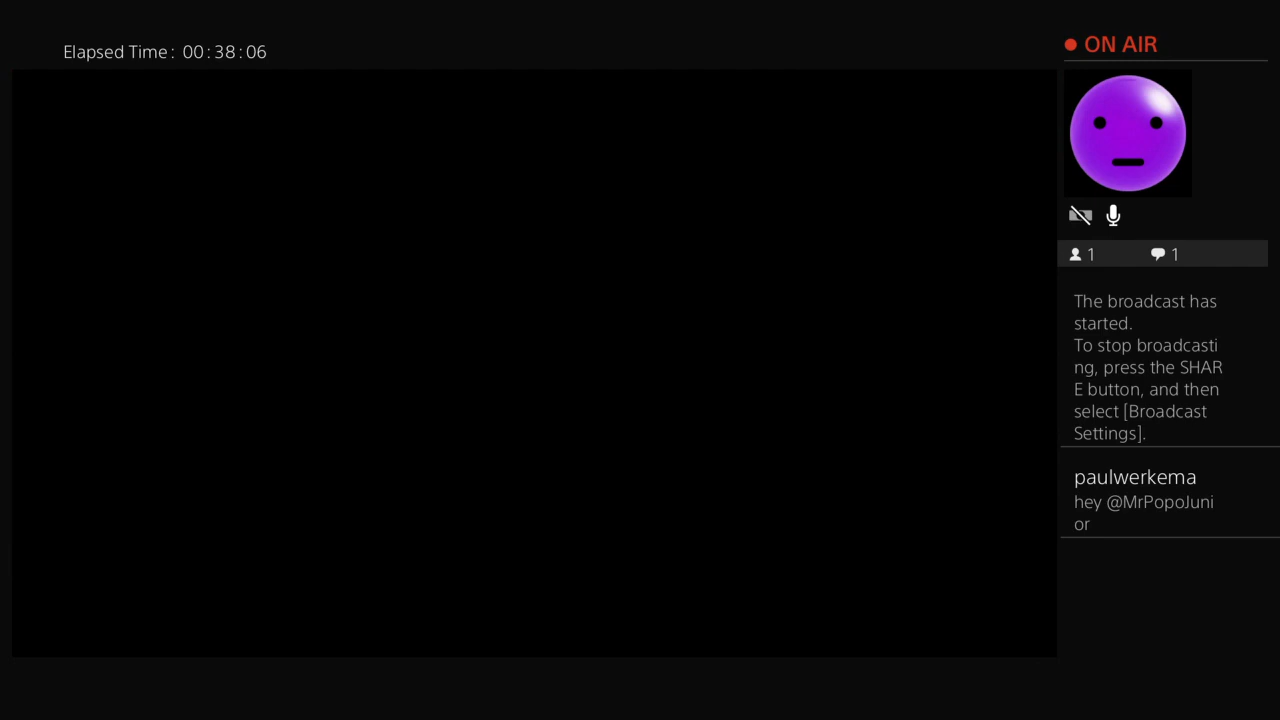 Elapsed Time: 00:38:06
ON AIR
1 1
The broadcast has
started.
To stop broadcasti
ng, press the SHAR
E button, and then
select [Broadcast
Settings].
paulwerkema
hey @MrPopoJuni
or